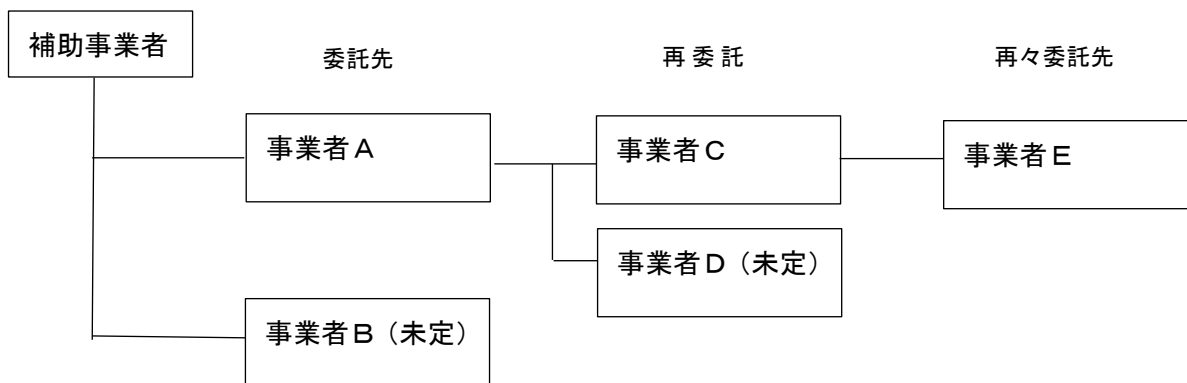 補助事業者
委託先
再委託
再々委託先
事業者A
事業者C
事業者E
事業者D（未定）
事業者B（未定）